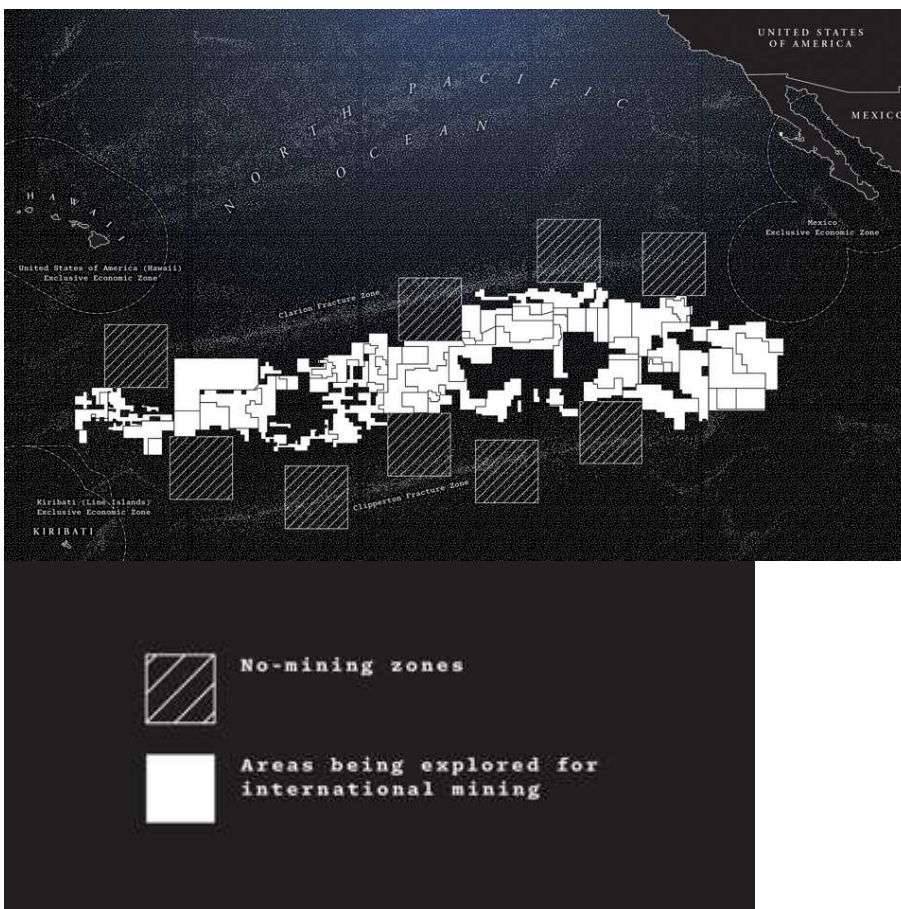 UNITED STATES
OF AMERICA
MEXICO
NORTH PACIFIC
OCEAN
HAWAII
Mexico
Exclusive Economic Zone
United States of America (Hawaii)
Exclusive Economic Zone
Clarion Fracture Zone
Clipperton Fracture Zone
Kiribati (Line Islands)
Exclusive Economic Zone
KIRIBATI
No-mining zones
Areas being explored for
international mining